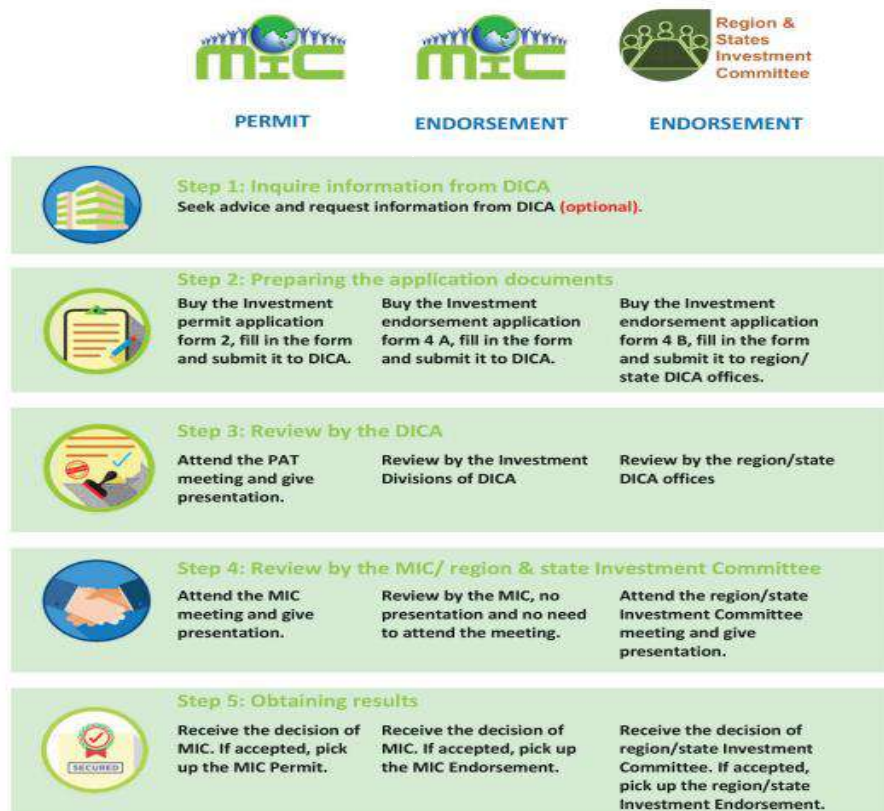 MIC
MIC
Region &
States
Investment
Committee
PERMIT
ENDORSEMENT
ENDORSEMENT
Step 1: Inquire information from DICA
Seek advice and request information from DICA (optional).
Step 2: Preparing the application documents
Buy the Investment
permit application
form 2, fill in the form
and submit it to DICA.
Buy the Investment
endorsement application
form 4 A, fill in the form
and submit it to DICA.
Buy the Investment
endorsement application
form 4 B, fill in the form
and submit it to region/
state DICA offices.
Step 3: Review by the DICA
Attend the PAT
meeting and give
presentation.
Review by the Investment
Divisions of DICA
Review by the region/state
DICA offices
Step 4: Review by the MIC/ region & state Investment Committee
Attend the MIC
meeting and give
presentation.
Review by the MIC, no
presentation and no need
to attend the meeting.
Attend the region/state
Investment Committee
meeting and give
presentation.
Step 5: Obtaining results
Receive the decision of
MIC. If accepted, pick
up the MIC Permit.
Receive the decision of
MIC. If accepted, pick up
the MIC Endorsement.
Receive the decision of
region/state Investment
Committee. If accepted,
pick up the region/state
Investment Endorsement.
SECURED